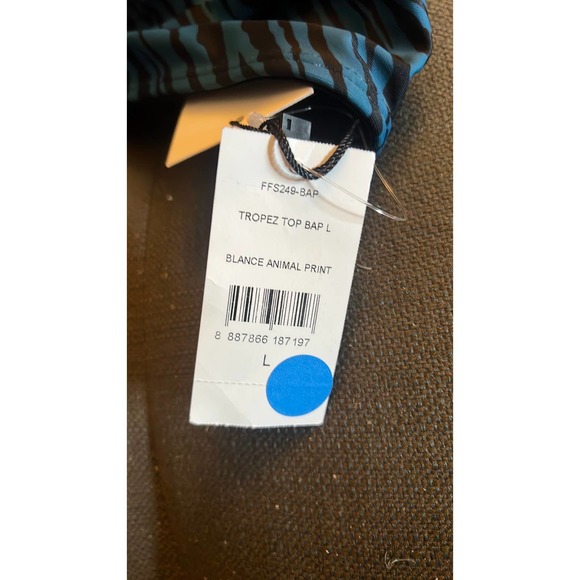 FFS249-BAP
TROPEZ TOP BAP L
BLANCE ANIMAL PRINT
8 887866 187197
L